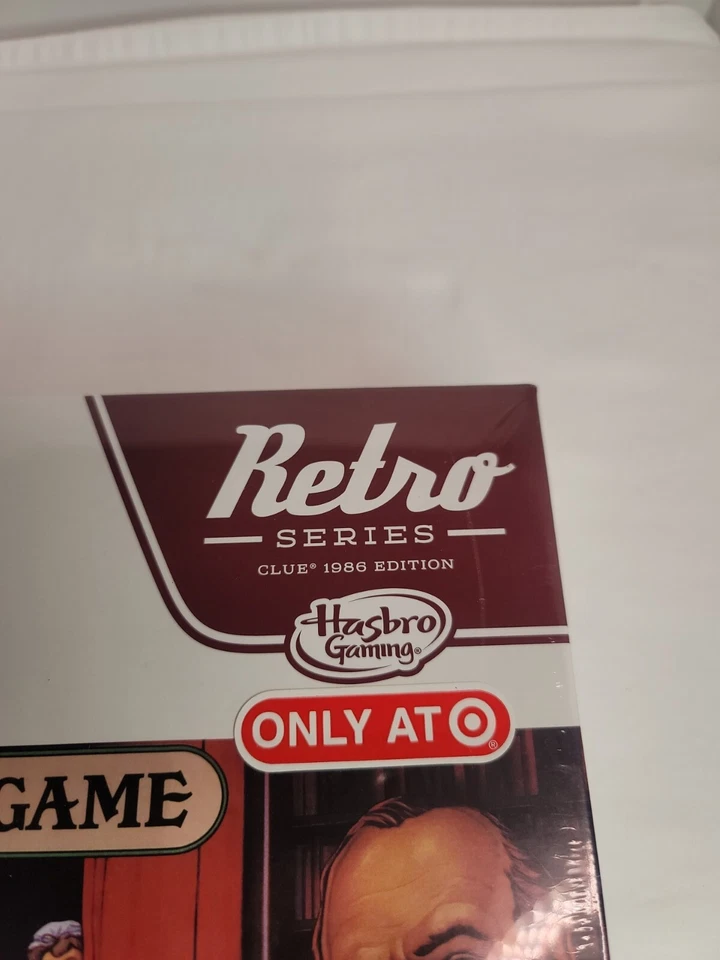 Retro
SERIES
CLUE® 1986 EDITION
Hasbro
Gaming®
ONLY AT ®
GAME